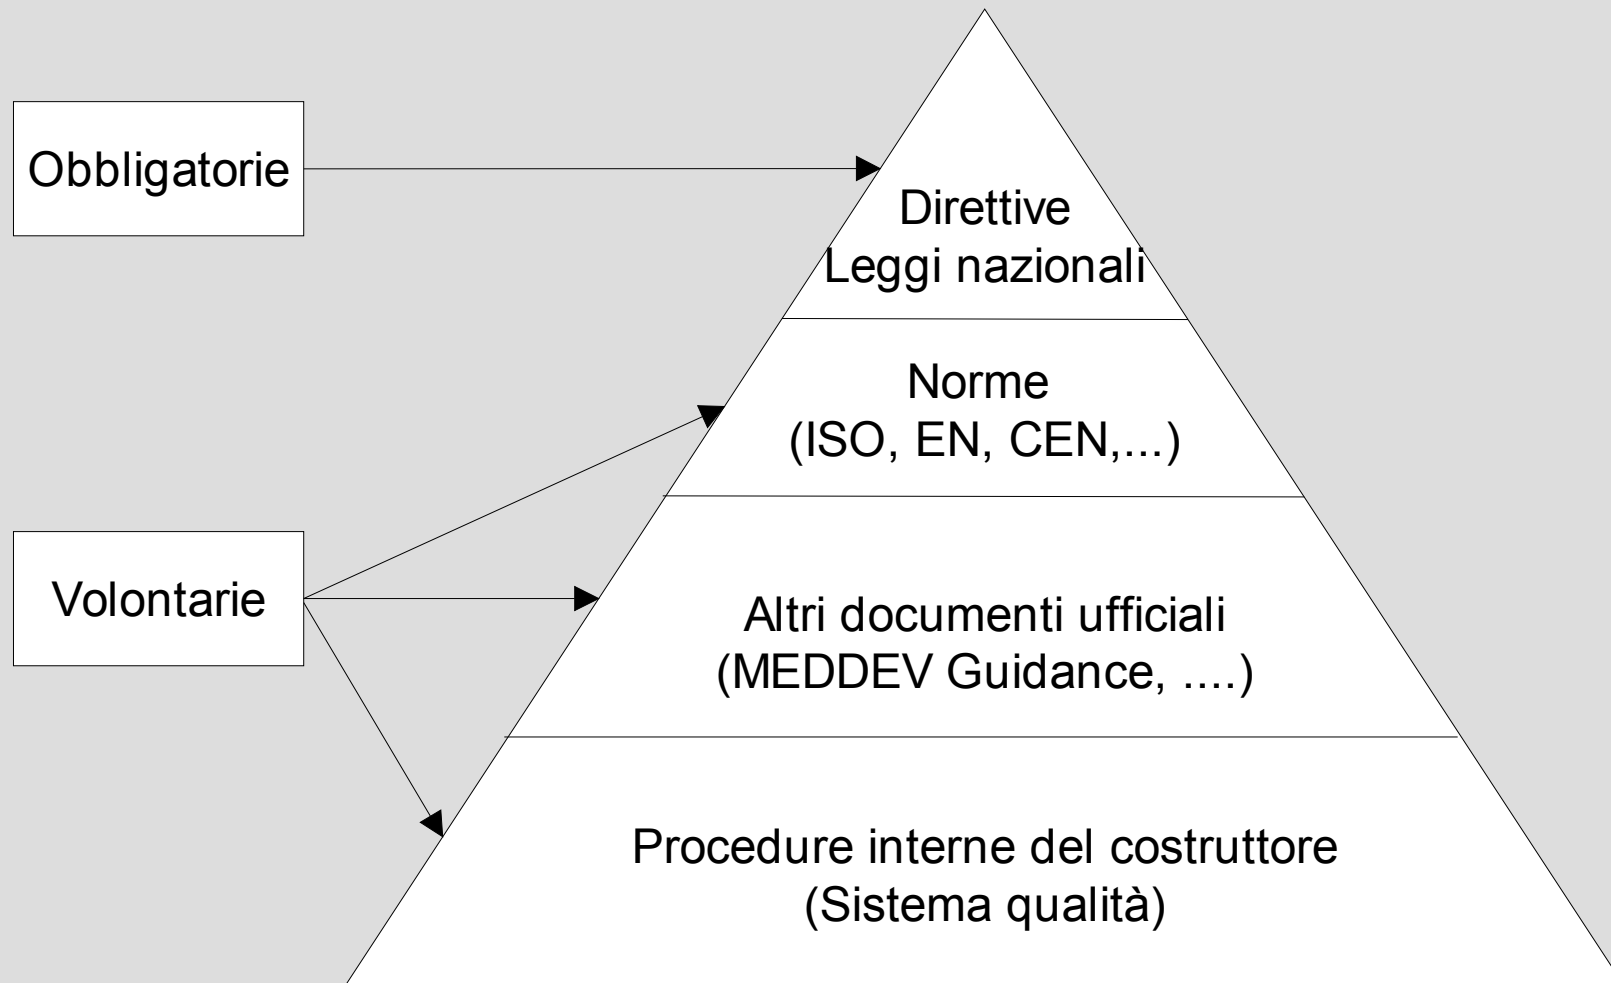 Obbligatorie
Direttive
Leggi nazionali
Norme
(ISO, EN, CEN,...)
Volontarie
Altri documenti ufficiali
(MEDDEV Guidance, ....)
Procedure interne del costruttore
(Sistema qualità)